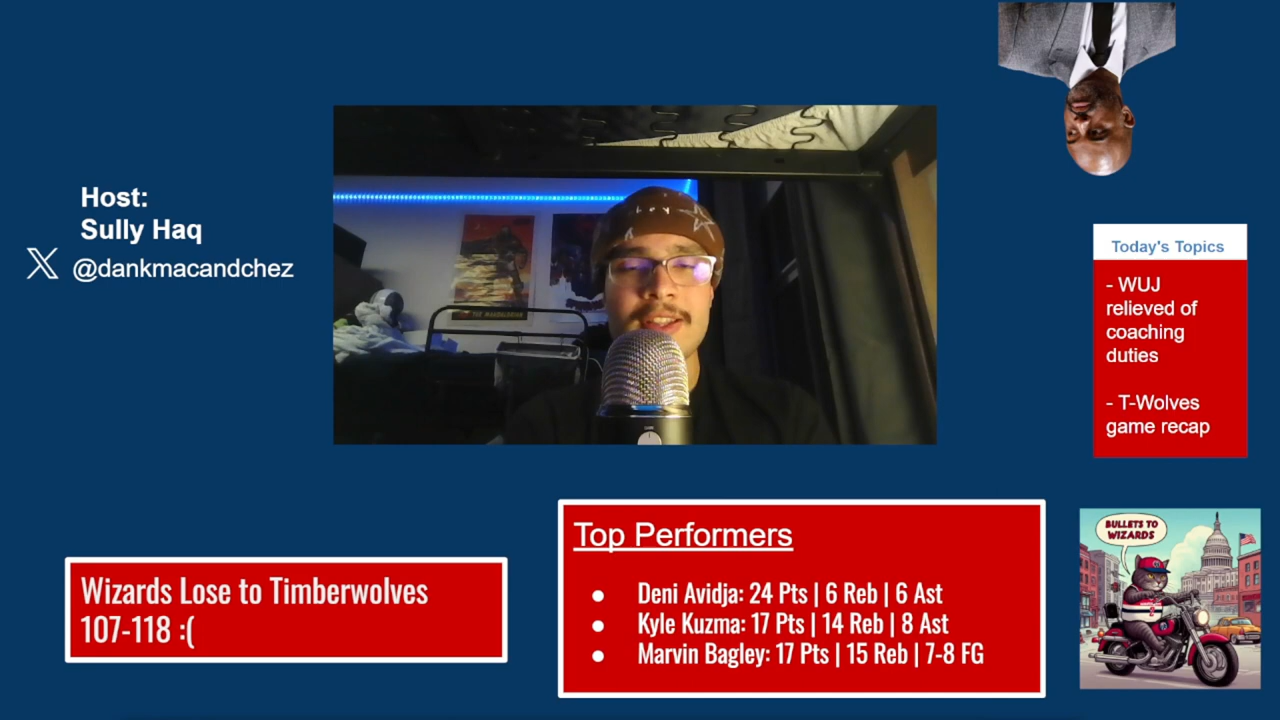 Host:
Sully Haq
@dankmacandchez
Today's Topics
- WUJ
relieved of
coaching
duties
- T-Wolves
game recap
THE MANDALORIAN
Wizards Lose to Timberwolves
107-118 :(
Top Performers
● Deni Avidja: 24 Pts | 6 Reb | 6 Ast
● Kyle Kuzma: 17 Pts | 14 Reb | 8 Ast
● Marvin Bagley: 17 Pts | 15 Reb | 7-8 FG
BULLETS TO
WIZARDS